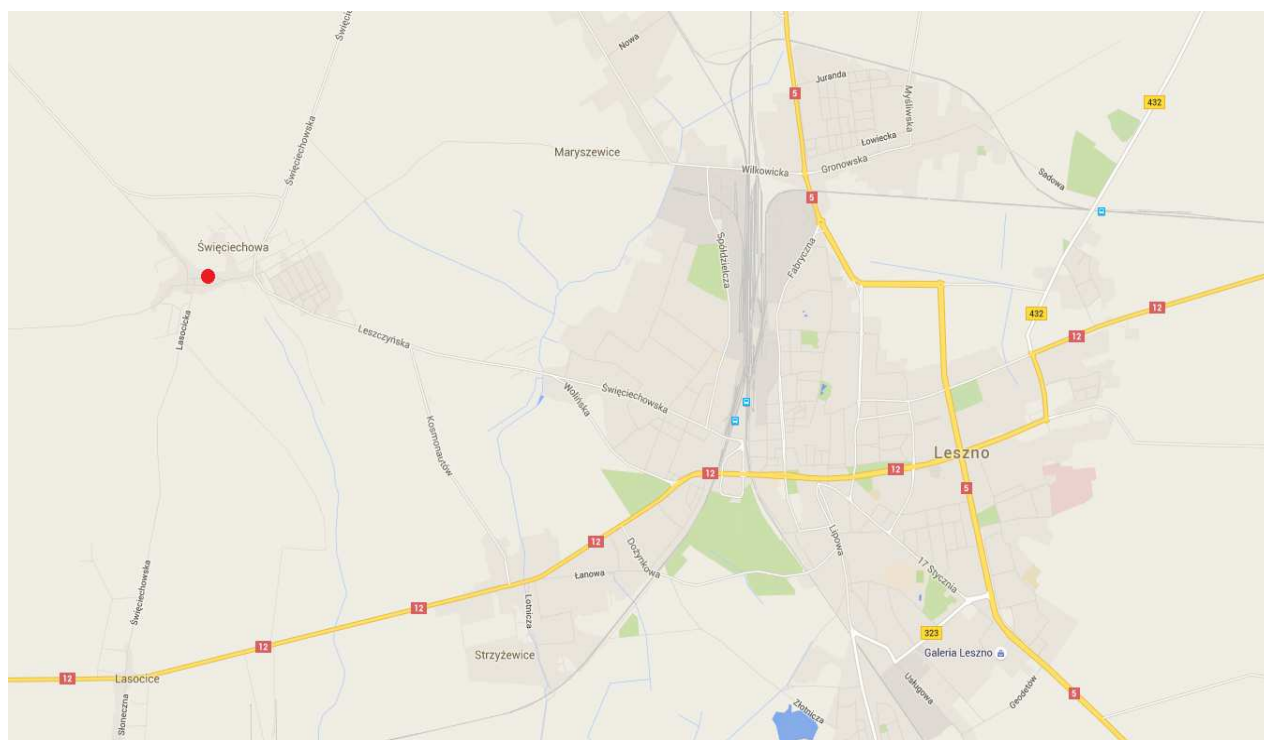 Święci
Nowa
5
Juranda
Myśliwska
432
Święciechowska
Łowiecka
Maryszewice
Wilkowicka
Gronowska
Sadowa
5
Święciechowa
Spółdzielcza
Fabryczna
12
432
Lasocicka
Leszczyńska
12
Wolińska
Święciechowska
Kosmonautów
Leszno
12
12
5
Lipowa
12
Dożynkowa
17 Stycznia
Łanowa
Święciechowska
Lotnicza
12
323
12
Strzyżewice
Galeria Leszno
12
Lasocice
Usługowa
Geodetów
5
Słoneczna
Złotnicza